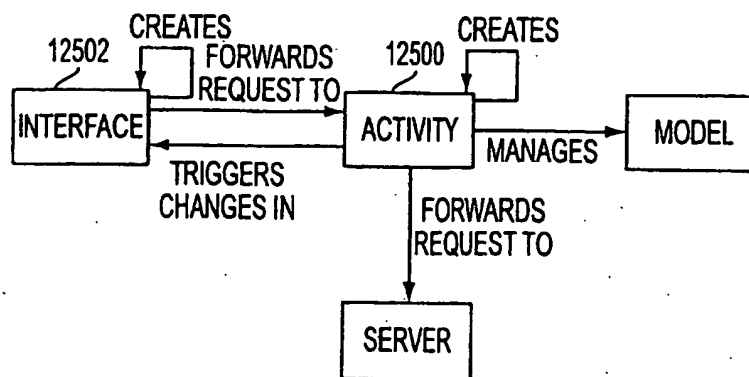 CREATES
12502
FORWARDS
REQUEST TO
12500
CREATES
INTERFACE
ACTIVITY
MODEL
MANAGES
TRIGGERS
CHANGES IN
FORWARDS
REQUEST TO
SERVER